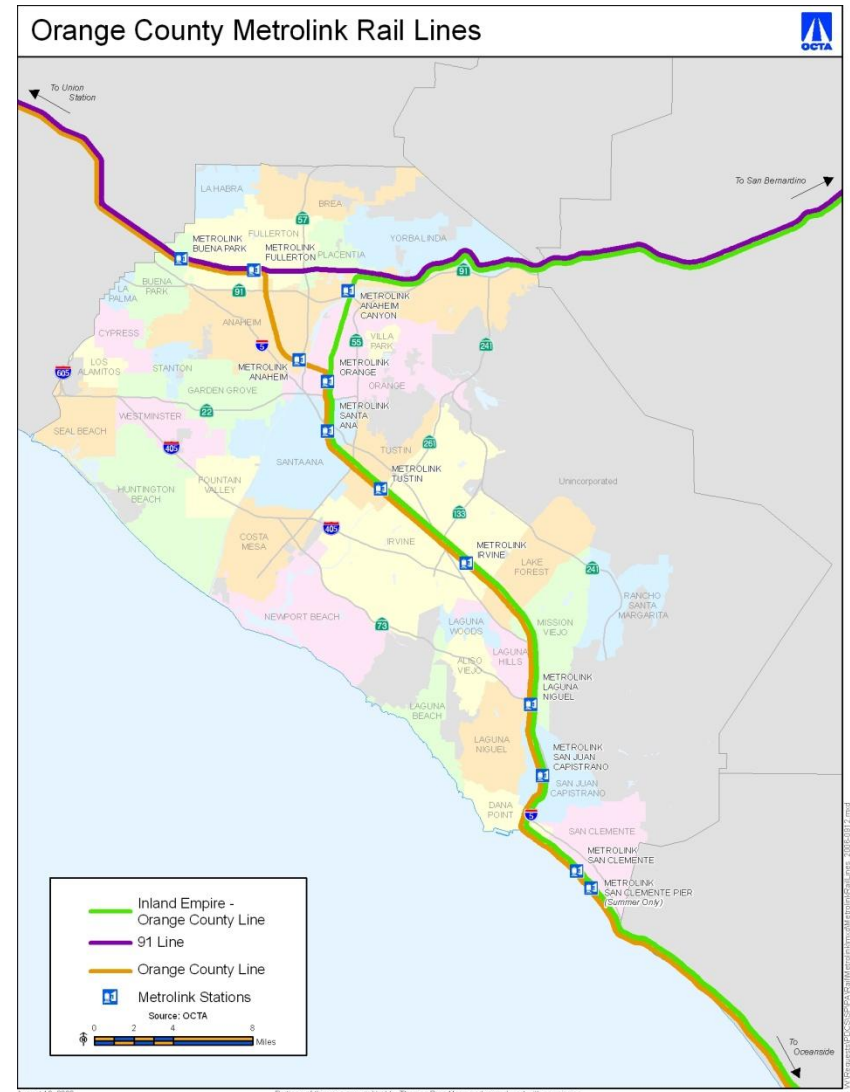 Orange County Metrolink Rail Lines
OCTA
To Union
Station
To San Bernardino
LA HABRA
BREA
57
FULLERTON
METROLINK
BUENA PARK
METROLINK
FULLERTON
PLACENTIA
YORBA LINDA
91
BUENA
PARK
LA
PALMA
91
METROLINK
ANAHEIM
CANYON
ANAHEIM
CYPRESS
5
55
VILLA
PARK
241
LOS
ALAMITOS
605
STANTON
METROLINK
ANAHEIM
METROLINK
ORANGE
ORANGE
GARDEN GROVE
22
METROLINK
SANTA
ANA
WESTMINSTER
SEAL BEACH
405
SANTA ANA
TUSTIN
261
METROLINK
TUSTIN
Unincorporated
HUNTINGTON
BEACH
FOUNTAIN
VALLEY
133
405
COSTA
MESA
IRVINE
METROLINK
IRVINE
LAKE
FOREST
241
RANCHO
SANTA
MARGARITA
NEWPORT BEACH
73
LAGUNA
WOODS
MISSION
VIEJO
LAGUNA
HILLS
ALISO
VIEJO
METROLINK
LAGUNA
NIGUEL
LAGUNA
BEACH
LAGUNA
NIGUEL
METROLINK
SAN JUAN
CAPISTRANO
SAN JUAN
CAPISTRANO
DANA
POINT
5
SAN CLEMENTE
METROLINK
SAN CLEMENTE
METROLINK
SAN CLEMENTE PIER
(Summer Only)
Inland Empire -
Orange County Line
91 Line
Orange County Line
Metrolink Stations
Source: OCTA
0 2 4 8
Miles
To
Oceanside